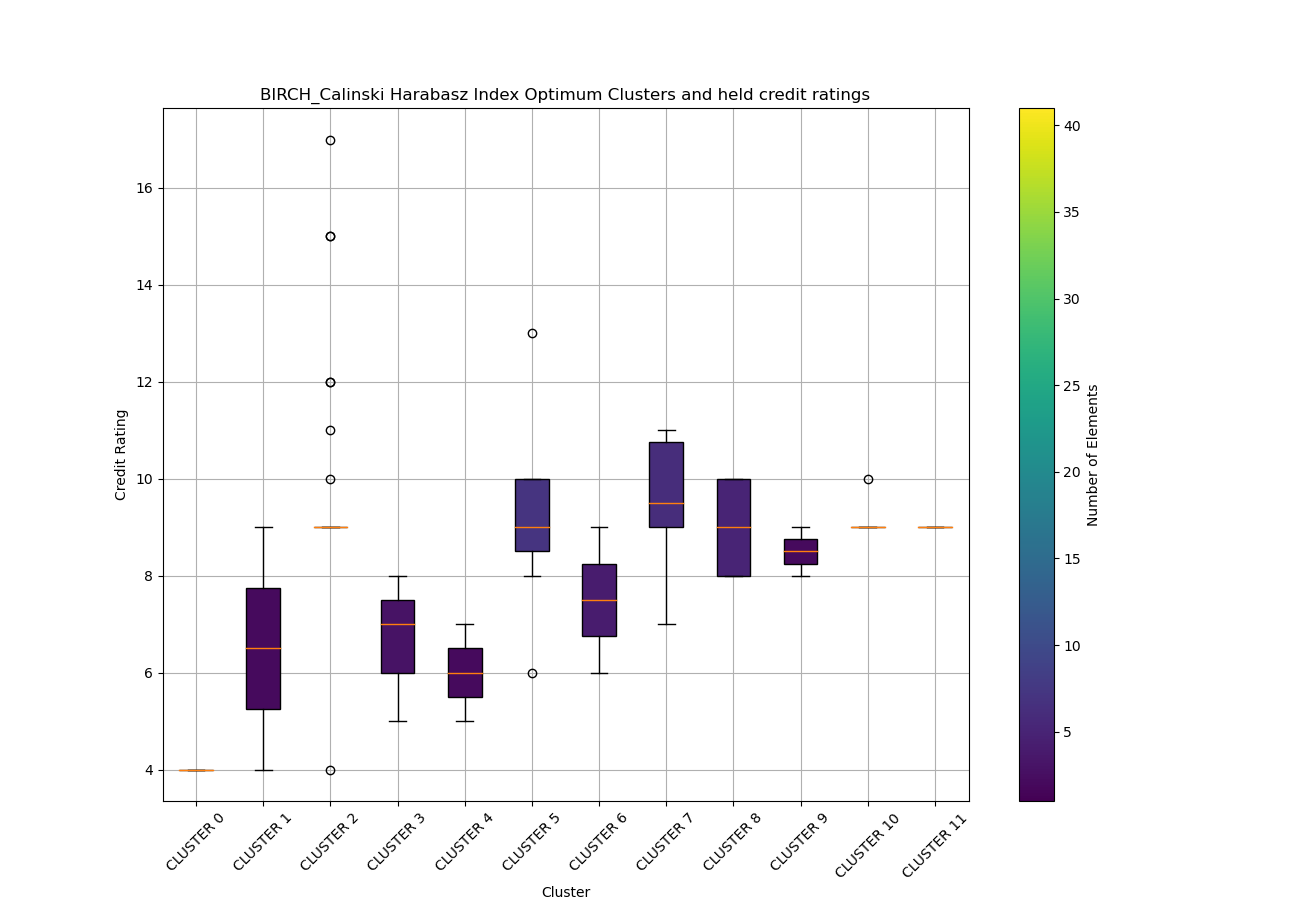 BIRCH_Calinski Harabasz Index Optimum Clusters and held credit ratings
Credit Rating
16
14
12
10
8
6
4
CLUSTER 0
CLUSTER 1
CLUSTER 2
CLUSTER 3
CLUSTER 4
CLUSTER 5
CLUSTER 6
CLUSTER 7
CLUSTER 8
CLUSTER 9
CLUSTER 10
CLUSTER 11
Cluster
40
35
30
25
20
15
10
5
Number of Elements